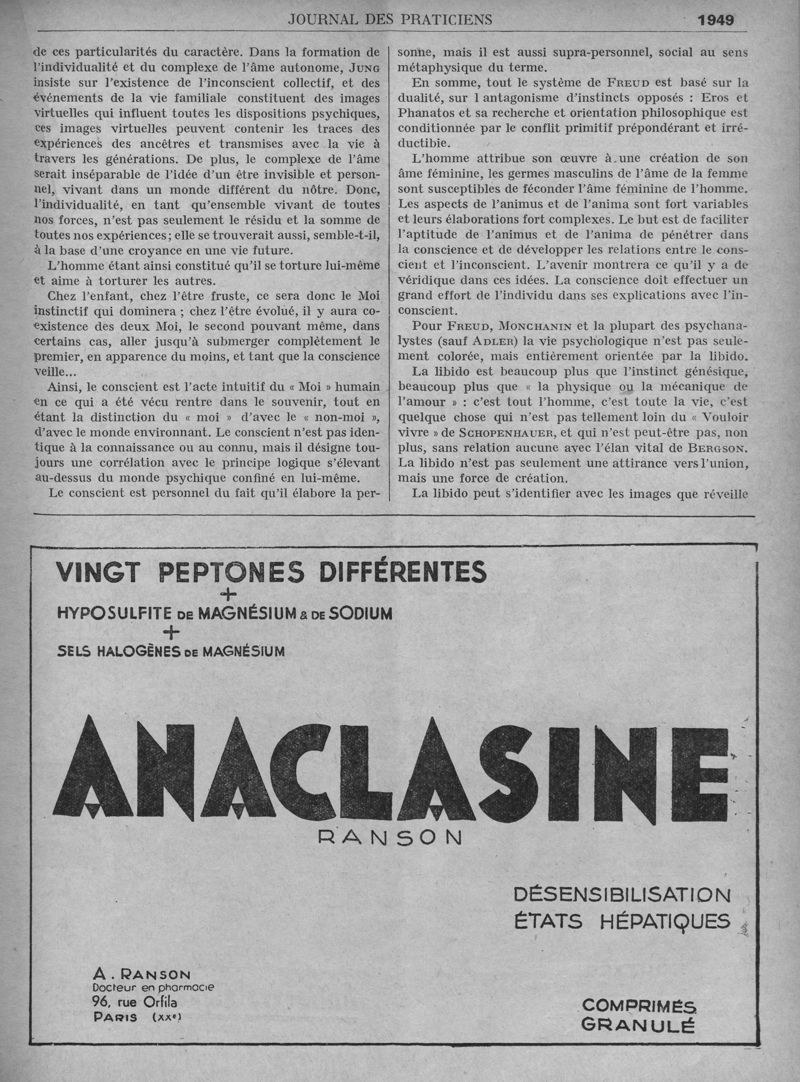 JOURNAL DES PRATICIENS 1949
de ces particularités du caractère. Dans la formation de
l'individualité et du complexe de l'âme autonome, JUNG
insiste sur l'existence de l'inconscient collectif, et des
événements de la vie familiale constituent des images
virtuelles qui influent toutes les dispositions psychiques,
ces images virtuelles peuvent contenir les traces des
expériences des ancêtres et transmises avec la vie à
travers les générations. De plus, le complexe de l'âme
serait inséparable de l'idée d'un être invisible et person-
nel, vivant dans un monde différent du nôtre. Donc,
l'individualité, en tant qu'ensemble vivant de toutes
nos forces, n'est pas seulement le résidu et la somme de
toutes nos expériences; elle se trouverait aussi, semble-t-il,
à la base d'une croyance en une vie future.
L'homme étant ainsi constitué qu'il se torture lui-même
et aime à torturer les autres.
Chez l'enfant, chez l'être fruste, ce sera donc le Moi
instinctif qui dominera ; chez l'être évolué, il y aura co-
existence des deux Moi, le second pouvant même, dans
certains cas, aller jusqu'à submerger complètement le
premier, en apparence du moins, et tant que la conscience
veille...
Ainsi, le conscient est l'acte intuitif du « Moi » humain
en ce qui a été vécu rentre dans le souvenir, tout en
étant la distinction du « moi » d'avec le « non-moi »,
d'avec le monde environnant. Le conscient n'est pas iden-
tique à la connaissance ou au connu, mais il désigne tou-
jours une corrélation avec le principe logique s'élevant
au-dessus du monde psychique confiné en lui-même.
Le conscient est personnel du fait qu'il élabore la per-
sonne, mais il est aussi supra-personnel, social au sens
métaphysique du terme.
En somme, tout le système de FREUD est basé sur la
dualité, sur l antagonisme d'instincts opposés : Eros et
Phanatos et sa recherche et orientation philosophique est
conditionnée par le conflit primitif prépondérant et irré-
ductibie.
L'homme attribue son œuvre à une création de son
âme féminine, les germes masculins de l'âme de la femme
sont susceptibles de féconder l'âme féminine de l'homme.
Les aspects de l'animus et de l'anima sont fort variables
et leurs élaborations fort complexes. Le but est de faciliter
l'aptitude de l'animus et de l'anima de pénétrer dans
la conscience et de développer les relations entre le cons-
cient et l'inconscient. L'avenir montrera ce qu'il y a de
véridique dans ces idées. La conscience doit effectuer un
grand effort de l'individu dans ses explications avec l'in-
conscient.
Pour FREUD, MONCHANIN et la plupart des psychana-
lystes (sauf ADLER) la vie psychologique n'est pas seule-
ment colorée, mais entièrement orientée par la libido.
La libido est beaucoup plus que l'instinct génésique,
beaucoup plus que « la physique ou la mécanique de
l'amour » : c'est tout l'homme, c'est toute la vie, c'est
quelque chose qui n'est pas tellement loin du « Vouloir
vivre » de SCHOPENHAUER, et qui n'est peut-être pas, non
plus, sans relation aucune avec l'élan vital de BERGSON.
La libido n'est pas seulement une attirance vers l'union,
mais une force de création.
La libido peut s'identifier avec les images que réveille
VINGT PEPTONES DIFFÉRENTES
+
HYPOSULFITE DE MAGNÉSIUM & DE SODIUM
+
SELS HALOGÈNES DE MAGNÉSIUM
ANACLASINE
RANSON
DÉSENSIBILISATION
ÉTATS HÉPATIQUES
A. RANSON
Docteur en pharmacie
96, rue Orfila
PARIS (XXe)
COMPRIMÉS
GRANULÉ